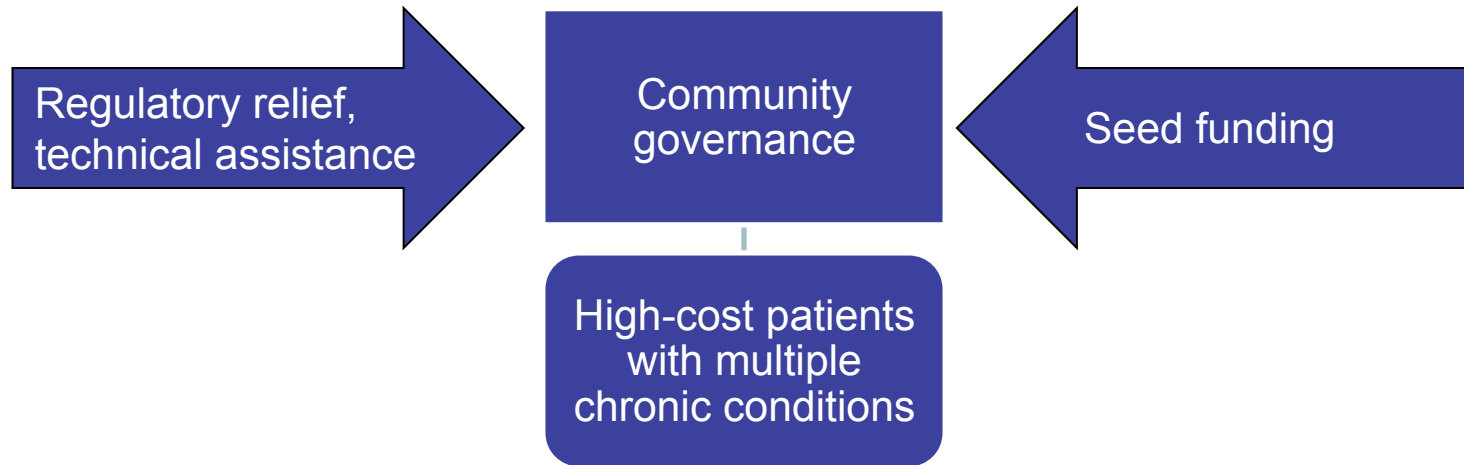 Regulatory relief,
technical assistance
Community
governance
Seed funding
High-cost patients
with multiple
chronic conditions